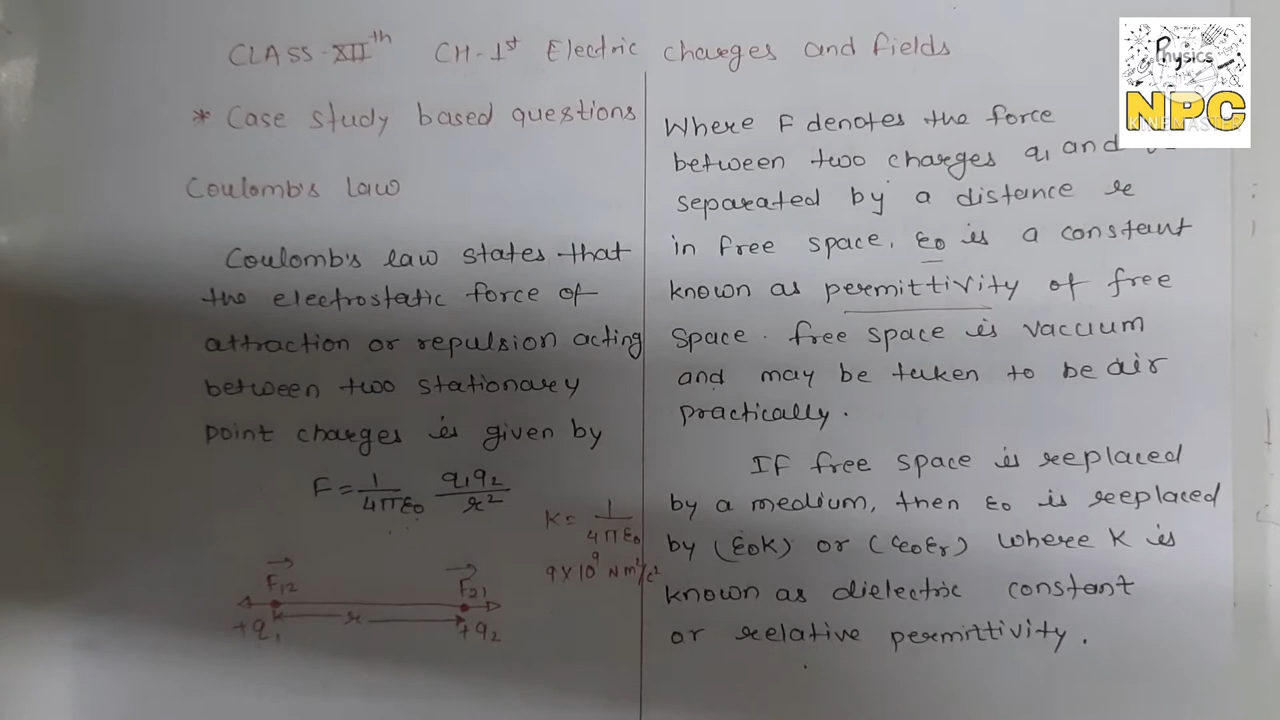 CLASS-XIIth CH-1st Electric charges and fields
* Case study based questions
Coulomb's law
Coulomb's law states that
the electrostatic force of
attraction or repulsion acting
between two stationary
point charges is given by
F = 1/4πε0 q1q2/r²
K = 1/4πε0
9 × 10⁹ Nm²/c²
F12 F21
r
+q1 +q2
Where F denotes the force
between two charges q1 and
separated by a distance r
in free space. ε0 is a constant
known as permittivity of free
space. free space is vaccium
and may be taken to be air
practically.
If free space is replaced
by a medium, then ε0 is replaced
by (ε0K) or (ε0εr) where K is
known as dielectric constant
or relative permittivity.
Physics
NPC
KINEMASTER